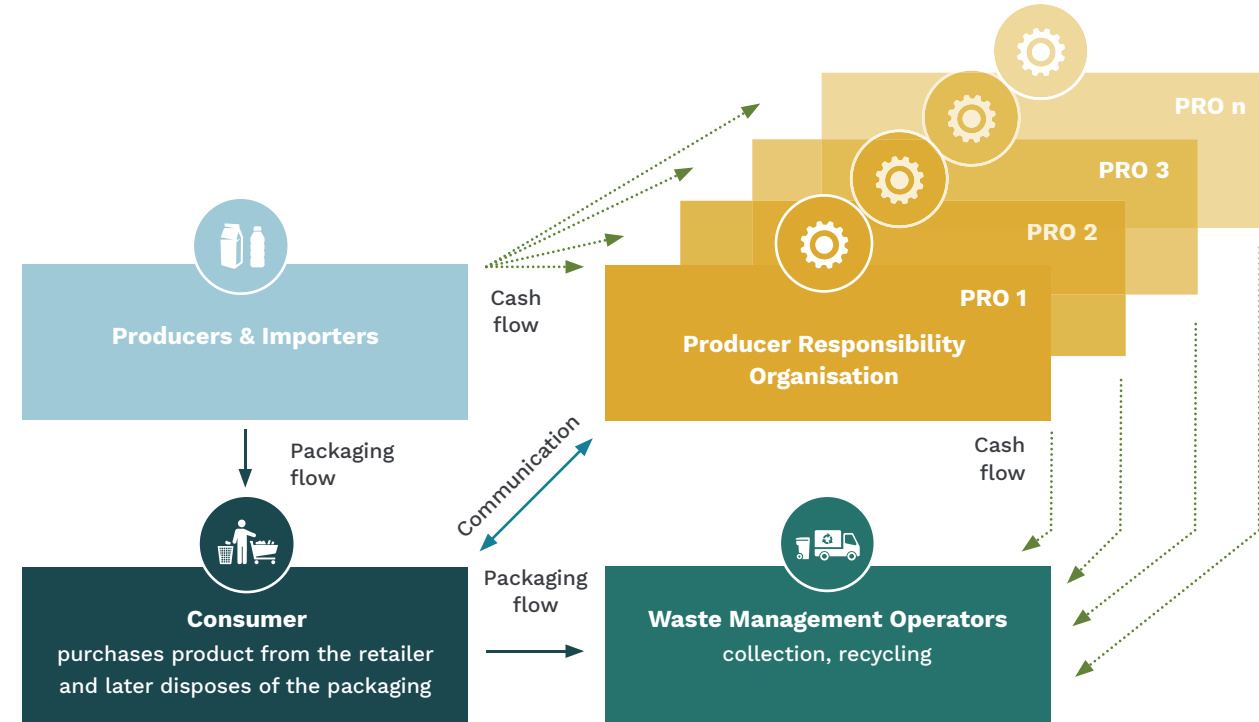 PRO n
PRO 3
PRO 2
PRO 1
Producers & Importers
Cash
flow
Producer Responsibility
Organisation
Packaging
flow
Communication
Cash
flow
Consumer
purchases product from the retailer
and later disposes of the packaging
Packaging
flow
Waste Management Operators
collection, recycling